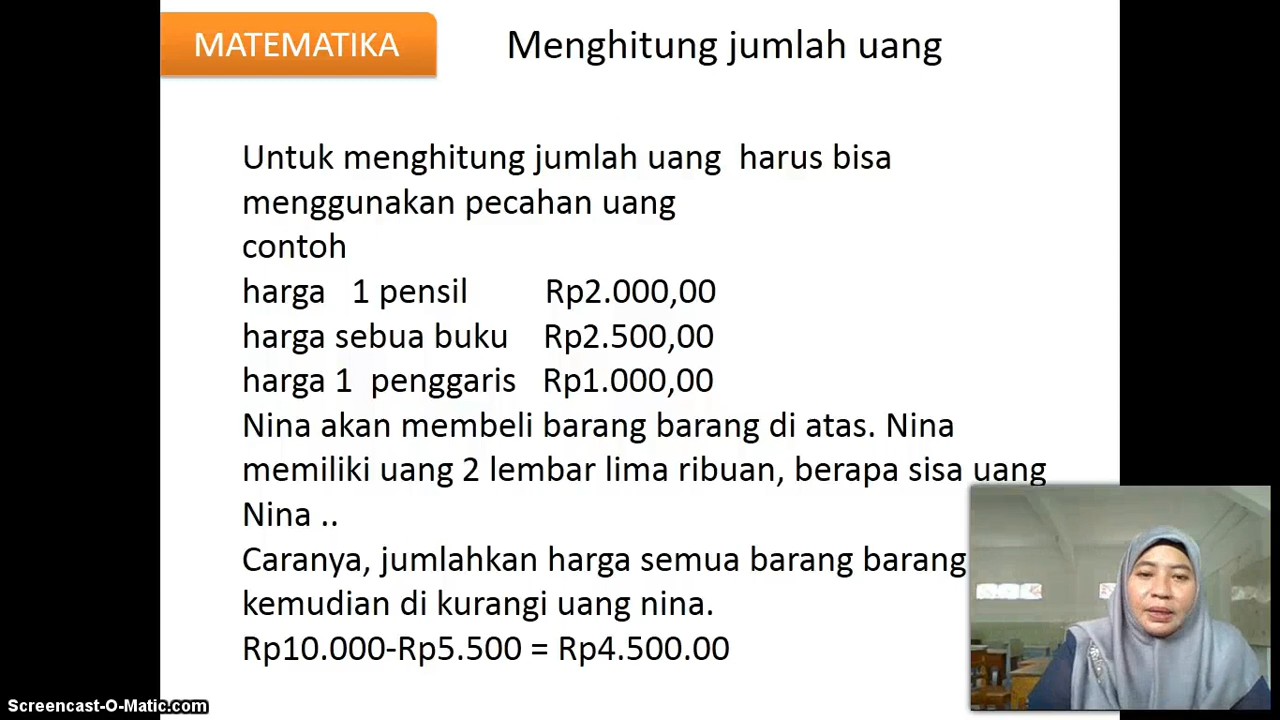 MATEMATIKA
Menghitung jumlah uang
Untuk menghitung jumlah uang harus bisa
menggunakan pecahan uang
contoh
harga 1 pensil Rp2.000,00
harga sebua buku Rp2.500,00
harga 1 penggaris Rp1.000,00
Nina akan membeli barang barang di atas. Nina
memiliki uang 2 lembar lima ribuan, berapa sisa uang
Nina ..
Caranya, jumlahkan harga semua barang barang
kemudian di kurangi uang nina.
Rp10.000-Rp5.500 = Rp4.500.00
Screencast-O-Matic.com